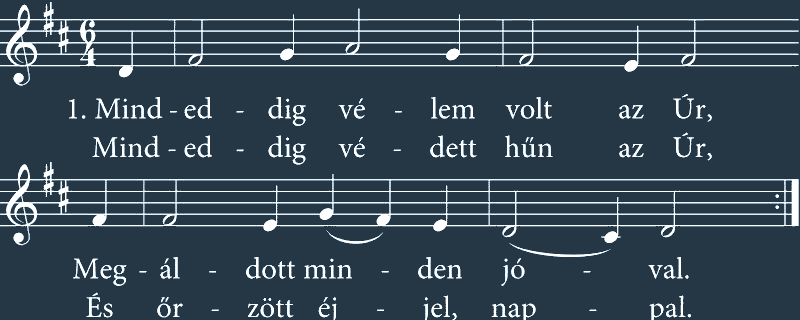 6
4
1. Mind - ed - dig vé - lem volt az Úr,
Mind - ed - dig vé - dett hűn az Úr,
Meg - ál - dott min - den jó - val.
És őr - zött éj - jel, nap - pal.